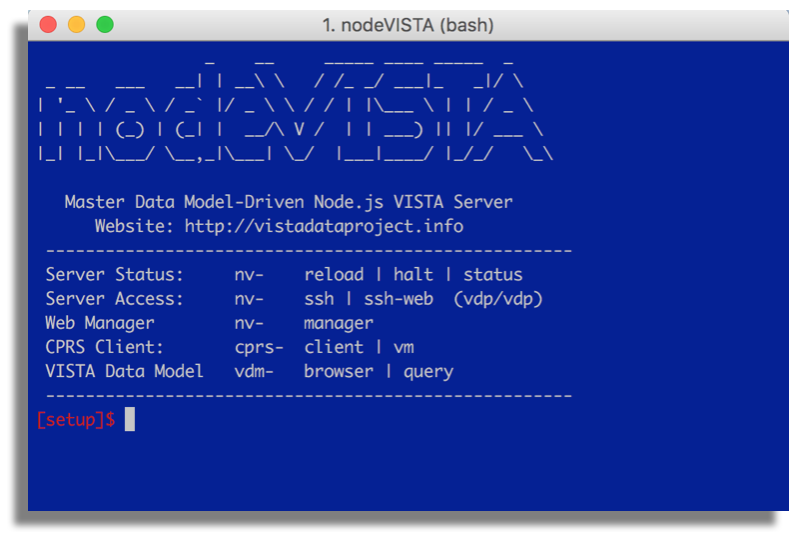 1. nodeVISTA (bash)
nodeVISTA
Master Data Model-Driven Node.js VISTA Server
Website: http://vistadataproject.info
-----------------------------------------------------
Server Status: nv- reload | halt | status
Server Access: nv- ssh | ssh-web (vdp/vdp)
Web Manager nv- manager
CPRS Client: cprs- client | vm
VISTA Data Model vdm- browser | query
-----------------------------------------------------
[setup]$